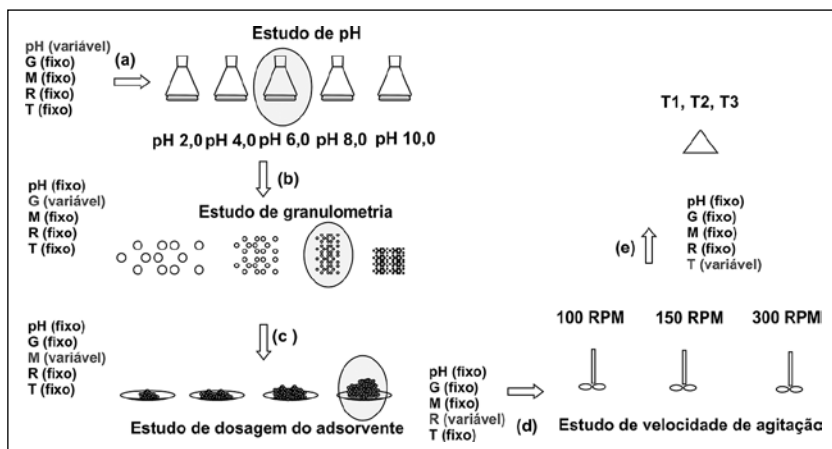 Estudo de pH
pH (variável)
G (fixo)
M (fixo)
R (fixo)
T (fixo)
(a)
pH 2,0 pH 4,0 pH 6,0 pH 8,0 pH 10,0
(b)
pH (fixo)
G (variável)
M (fixo)
R (fixo)
T (fixo)
Estudo de granulometria
(c )
pH (fixo)
G (fixo)
M (variável)
R (fixo)
T (fixo)
Estudo de dosagem do adsorvente
pH (fixo)
G (fixo)
M (fixo)
R (variável)
T (fixo)
(d)
100 RPM 150 RPM 300 RPM
Estudo de velocidade de agitação
(e)
pH (fixo)
G (fixo)
M (fixo)
R (fixo)
T (variável)
T1, T2, T3